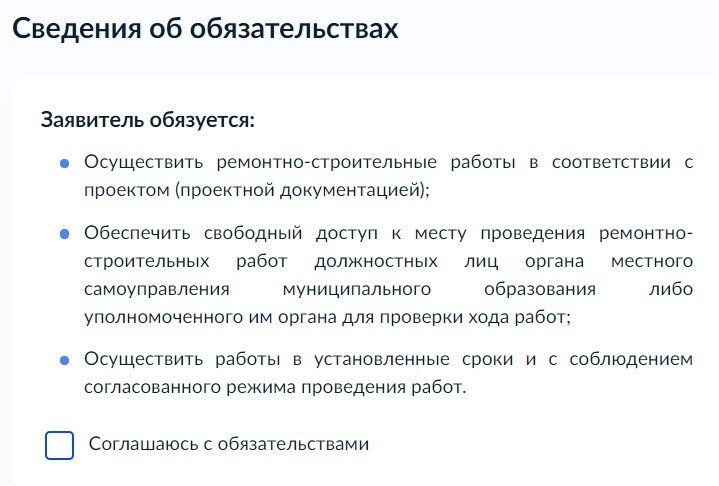 Сведения об обязательствах
Заявитель обязуется:
Осуществить ремонтно-строительные работы в соответствии с
проектом (проектной документацией);
Обеспечить свободный доступ к месту проведения ремонтно-
строительных работ должностных лиц органа местного
самоуправления муниципального образования либо
уполномоченного им органа для проверки хода работ;
Осуществить работы в установленные сроки и с соблюдением
согласованного режима проведения работ.
Соглашаюсь с обязательствами